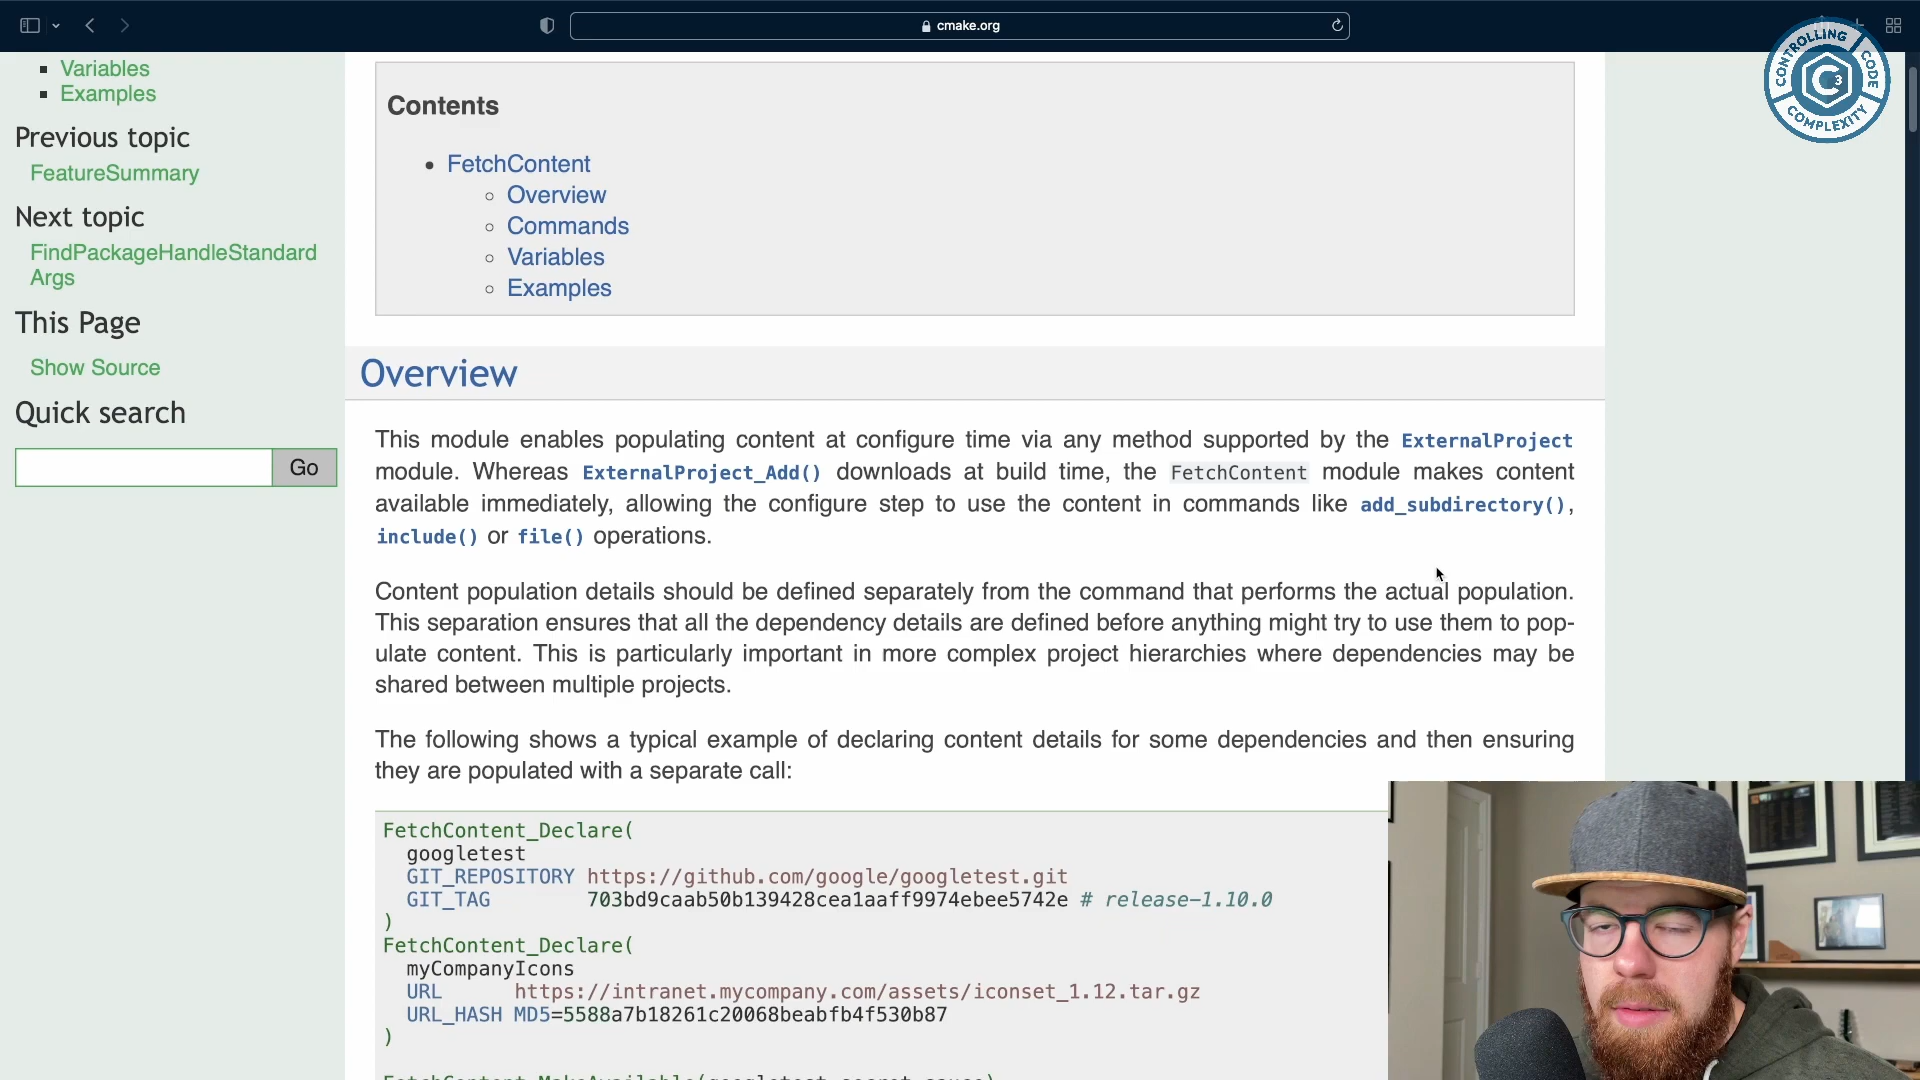 cmake.org
CONTROLLING
CODE
COMPLEXITY
C3
Variables
Examples
Previous topic
FeatureSummary
Next topic
FindPackageHandleStandard
Args
This Page
Show Source
Quick search
Go
Contents
FetchContent
Overview
Commands
Variables
Examples
Overview
This module enables populating content at configure time via any method supported by the ExternalProject
module. Whereas ExternalProject_Add() downloads at build time, the FetchContent module makes content
available immediately, allowing the configure step to use the content in commands like add_subdirectory(),
include() or file() operations.
Content population details should be defined separately from the command that performs the actual population.
This separation ensures that all the dependency details are defined before anything might try to use them to pop-
ulate content. This is particularly important in more complex project hierarchies where dependencies may be
shared between multiple projects.
The following shows a typical example of declaring content details for some dependencies and then ensuring
they are populated with a separate call:
FetchContent_Declare(
googletest
GIT_REPOSITORY https://github.com/google/googletest.git
GIT_TAG 703bd9caab50b139428cea1aaff9974ebee5742e # release-1.10.0
)
FetchContent_Declare(
myCompanyIcons
URL https://intranet.mycompany.com/assets/iconset_1.12.tar.gz
URL_HASH MD5=5588a7b18261c20068beabfb4f530b87
)